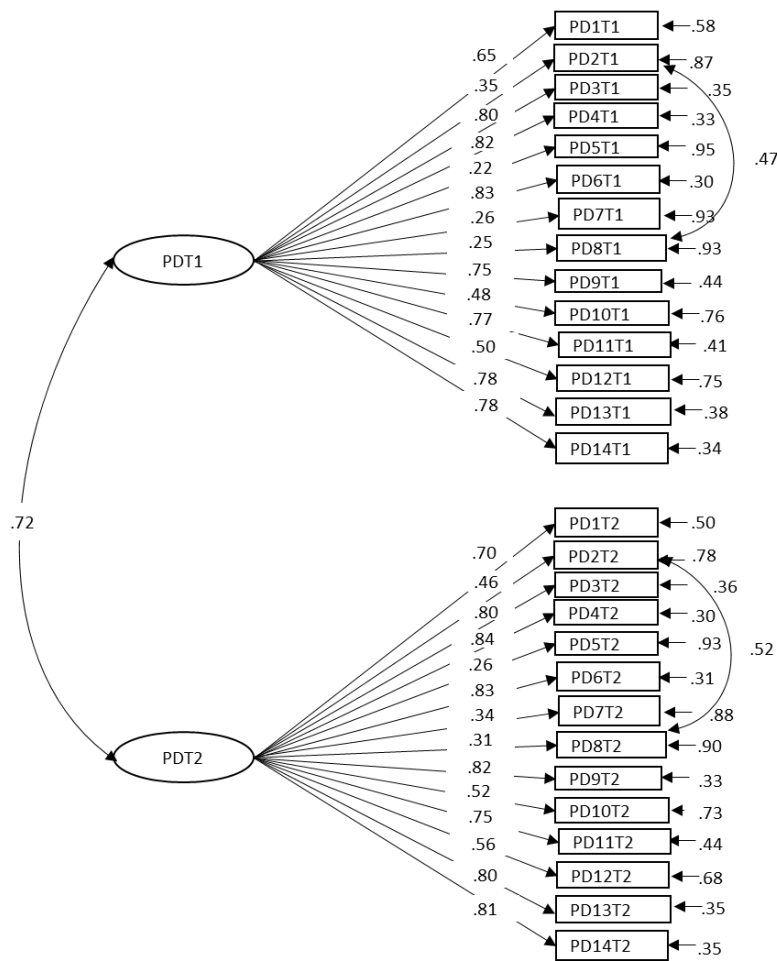 PD1T1 .58
.65 PD2T1 .87
.35 PD3T1 .35
.80 PD4T1 .33
.82 PD5T1 .95 .47
.22 PD6T1 .30
.83 PD7T1 .93
.26 PD8T1 .93
.25 PD9T1 .44
.75 PD10T1 .76
.48 PD11T1 .41
.77 PD12T1 .75
.50 PD13T1 .38
.78 PD14T1 .34
.78
PDT1
.72
PD1T2 .50
.70 PD2T2 .78
.46 PD3T2 .36
.80 PD4T2 .30
.84 PD5T2 .93 .52
.26 PD6T2 .31
.83 PD7T2 .88
.34 PD8T2 .90
.31 PD9T2 .33
.82 PD10T2 .73
.52 PD11T2 .44
.75 PD12T2 .68
.56 PD13T2 .35
.80 PD14T2 .35
.81
PDT2